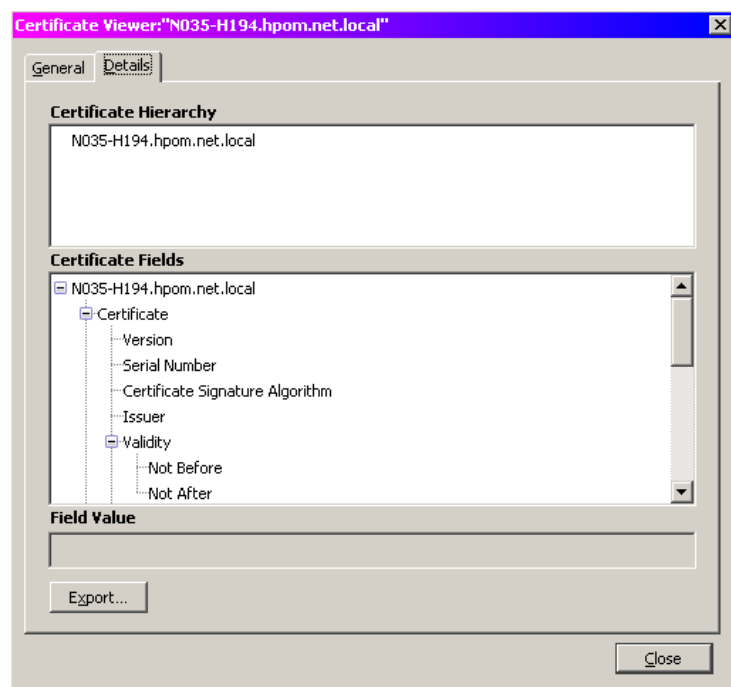 Certificate Viewer:"N035-H194.hpom.net.local"
General Details
Certificate Hierarchy
N035-H194.hpom.net.local
Certificate Fields
N035-H194.hpom.net.local
Certificate
Version
Serial Number
Certificate Signature Algorithm
Issuer
Validity
Not Before
Not After
Field Value
Export...
Close